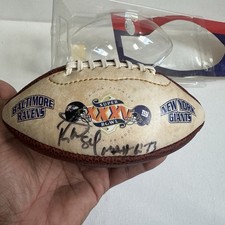 BALTIMORE
RAVENS
SUPER
XXXV
BOWL
NEW YORK
GIANTS